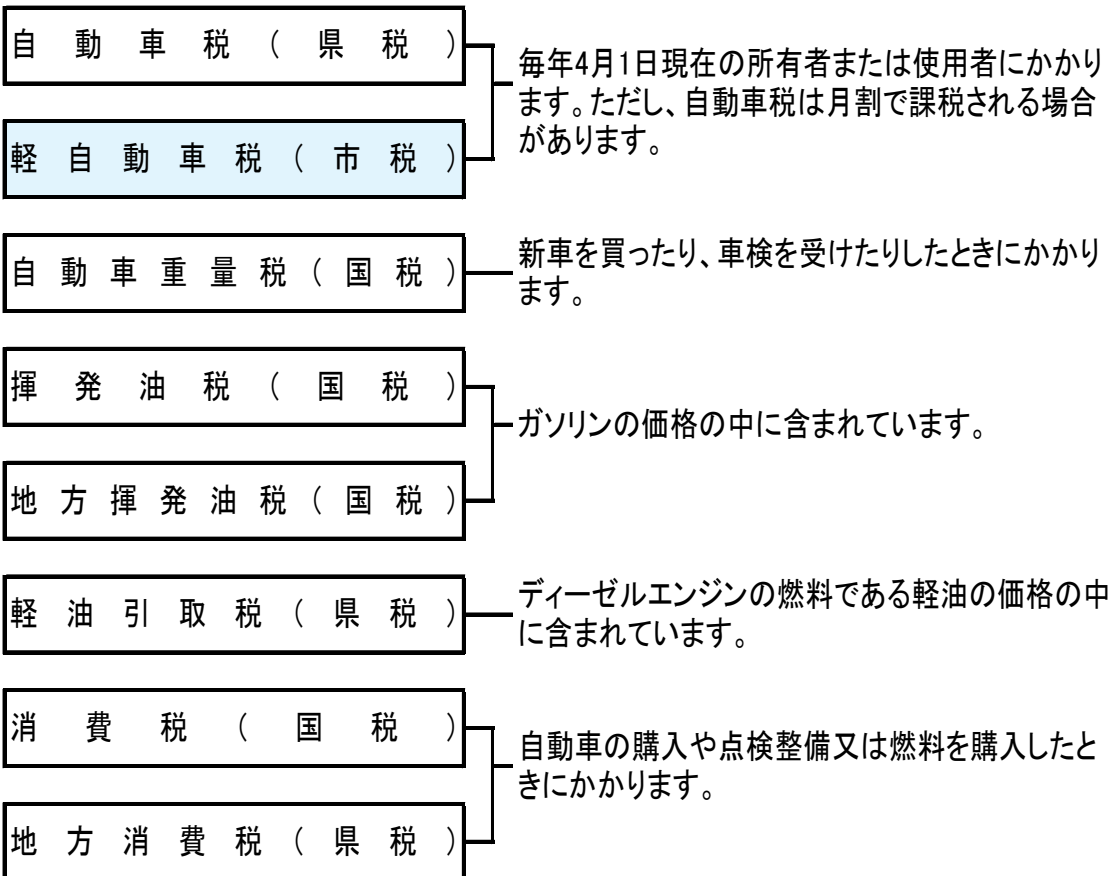 自動車税(県税)
軽自動車税(市税)
毎年4月1日現在の所有者または使用者にかかり
ます。ただし、自動車税は月割で課税される場合
があります。
自動車重量税(国税)
新車を買ったり、車検を受けたりしたときにかかり
ます。
揮発油税(国税)
地方揮発油税(国税)
ガソリンの価格の中に含まれています。
軽油引取税(県税)
ディーゼルエンジンの燃料である軽油の価格の中
に含まれています。
消費税(国税)
地方消費税(県税)
自動車の購入や点検整備又は燃料を購入したと
きにかかります。